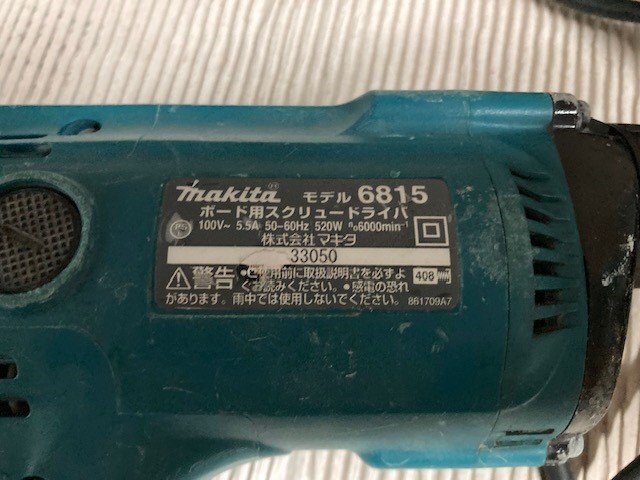 makita モデル 6815
ボード用スクリュードライバ
100V~ 5.5A 50-60Hz 520W n₀6000min⁻¹
株式会社マキタ
33050
警告 ●ご使用前に取扱説明書を必ずよ
くお読みください。●感電の恐れ
があります。雨中では使用しないでください。
408
861709A7